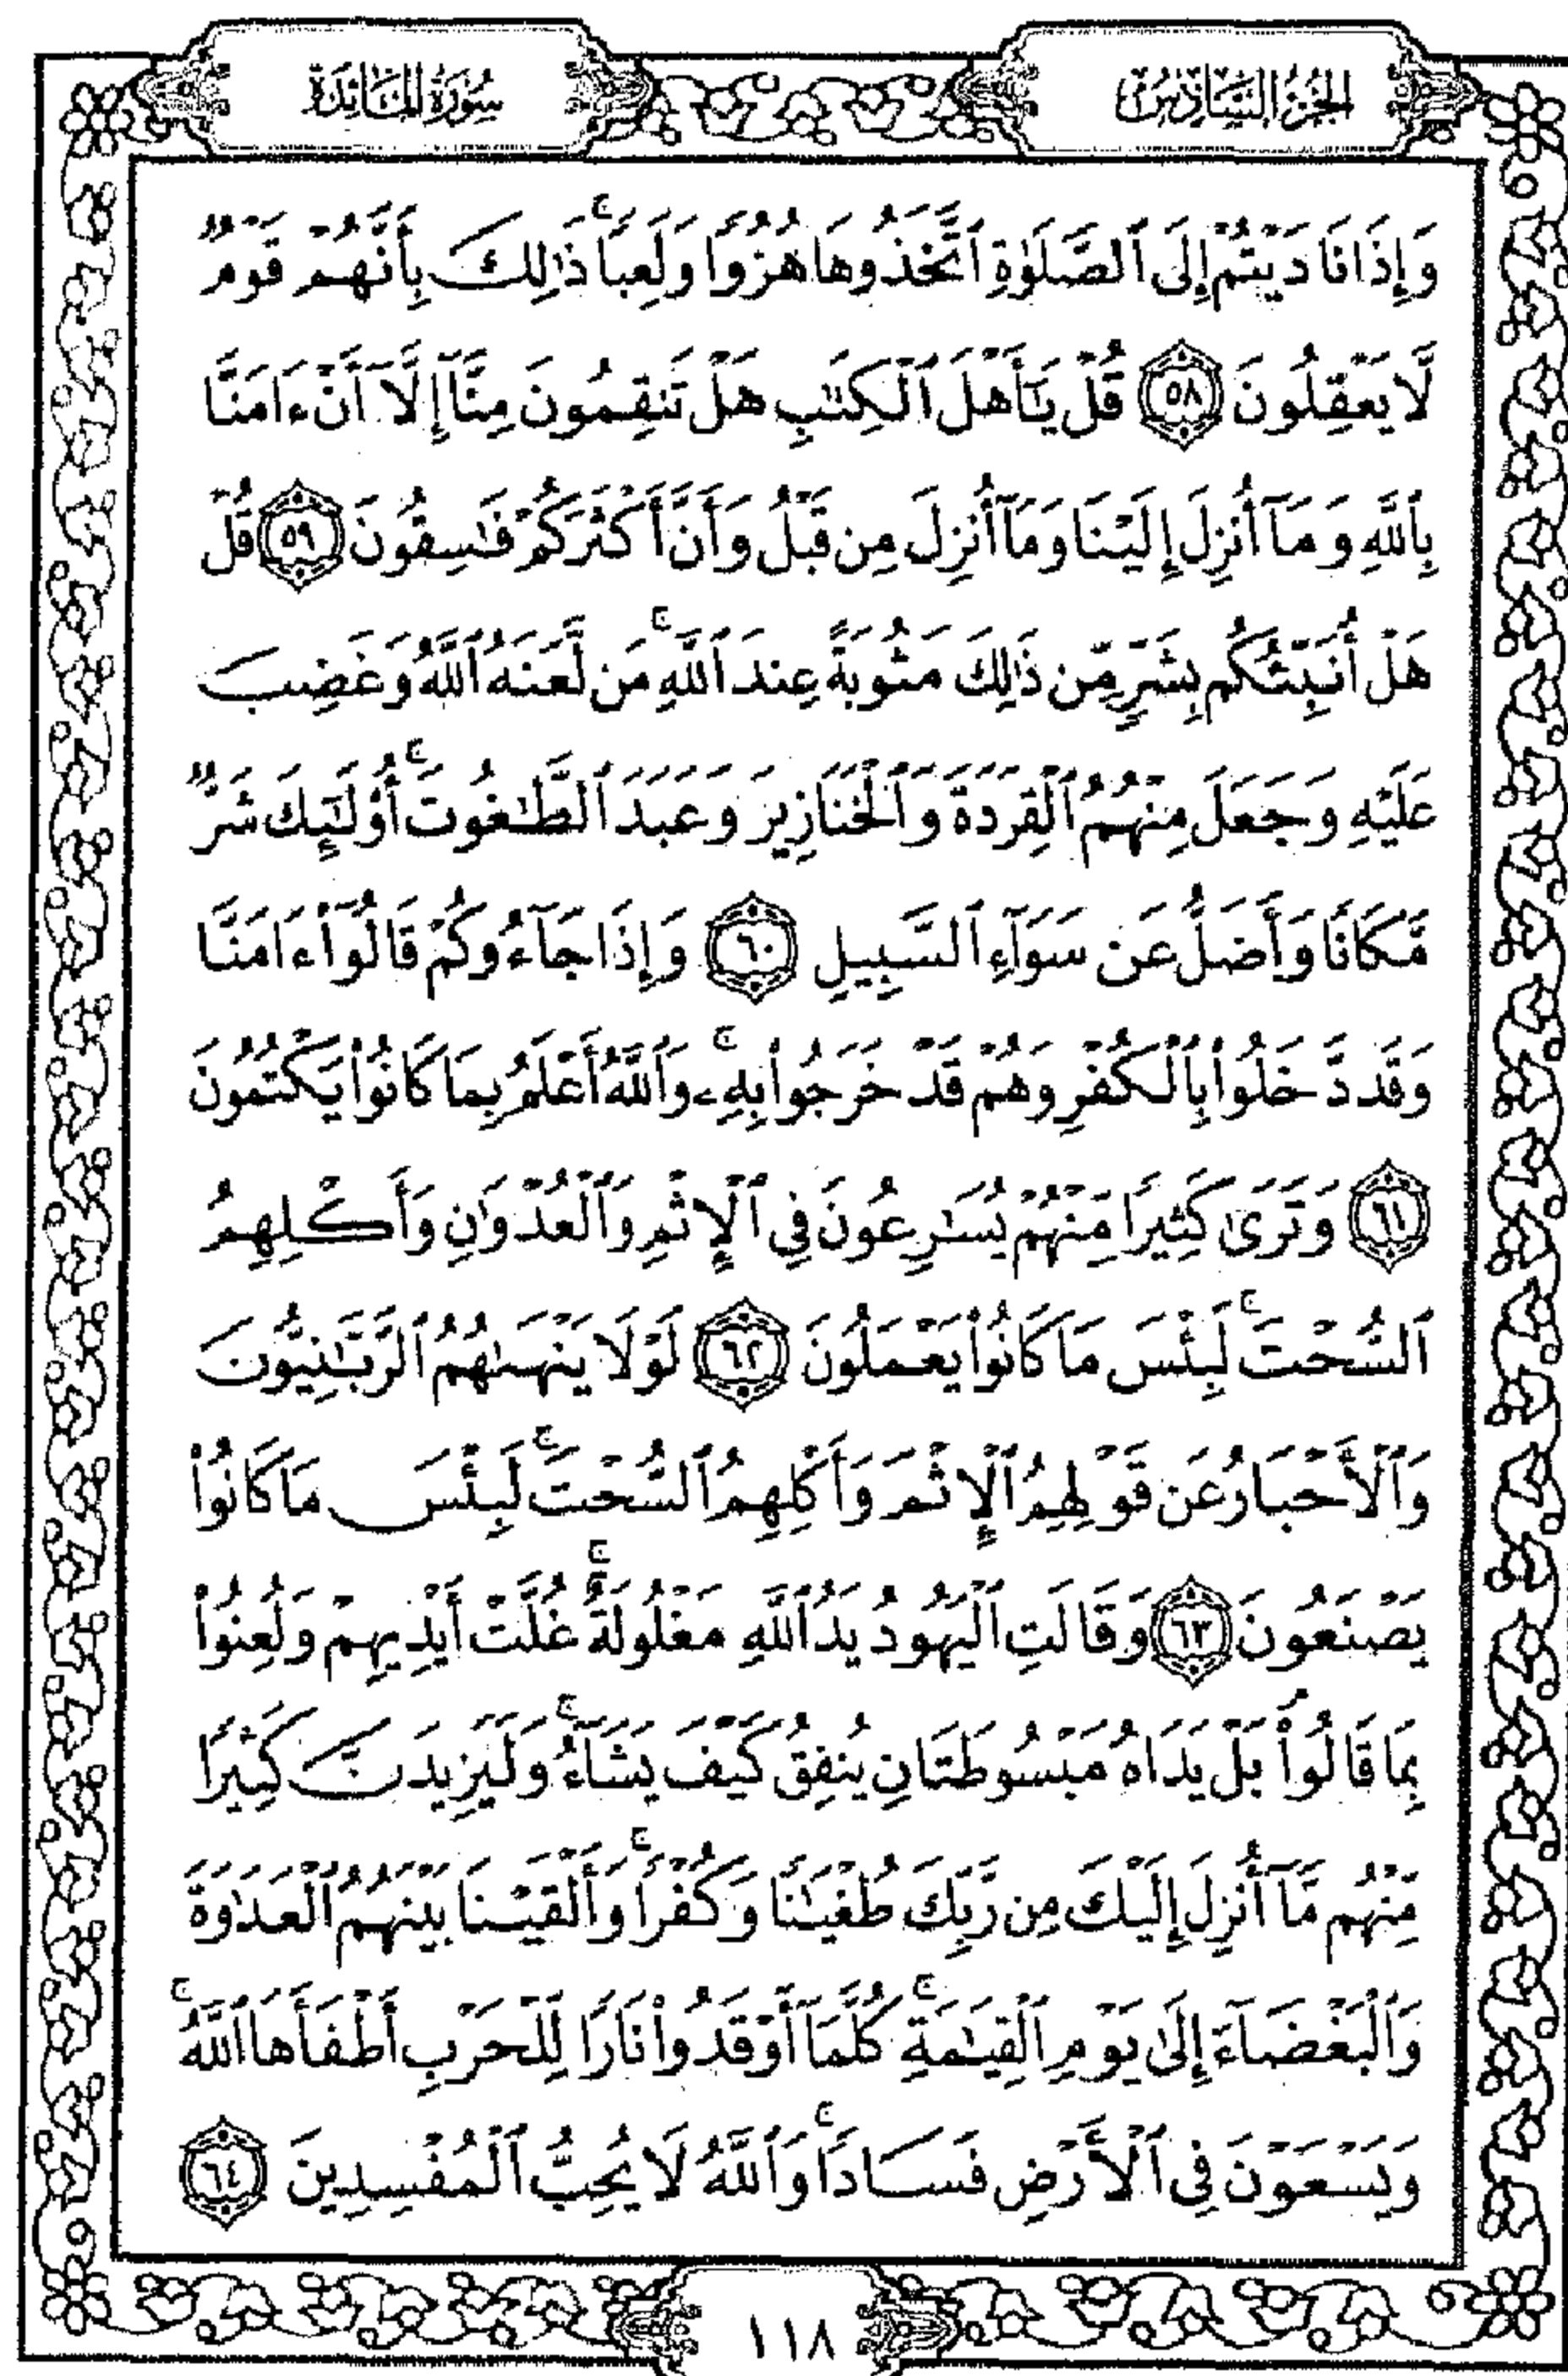 الجزء السادس
سورة المائدة
وَإِذَا نَادَيْتُمْ إِلَى ٱلصَّلَوٰةِ ٱتَّخَذُوهَا هُزُوًا وَلَعِبًا ۚ ذَٰلِكَ بِأَنَّهُمْ قَوْمٌ
لَّا يَعْقِلُونَ ٥٨ قُلْ يَـٰٓأَهْلَ ٱلْكِتَـٰبِ هَلْ تَنقِمُونَ مِنَّآ إِلَّآ أَنْ ءَامَنَّا
بِٱللَّهِ وَمَآ أُنزِلَ إِلَيْنَا وَمَآ أُنزِلَ مِن قَبْلُ وَأَنَّ أَكْثَرَكُمْ فَـٰسِقُونَ ٥٩ قُلْ
هَلْ أُنَبِّئُكُم بِشَرٍّ مِّن ذَٰلِكَ مَثُوبَةً عِندَ ٱللَّهِ ۚ مَن لَّعَنَهُ ٱللَّهُ وَغَضِبَ
عَلَيْهِ وَجَعَلَ مِنْهُمُ ٱلْقِرَدَةَ وَٱلْخَنَازِيرَ وَعَبَدَ ٱلطَّـٰغُوتَ ۚ أُو۟لَـٰٓئِكَ شَرٌّ
مَّكَانًا وَأَضَلُّ عَن سَوَآءِ ٱلسَّبِيلِ ٦٠ وَإِذَا جَآءُوكُمْ قَالُوٓا۟ ءَامَنَّا
وَقَد دَّخَلُوا۟ بِٱلْكُفْرِ وَهُمْ قَدْ خَرَجُوا۟ بِهِۦ ۚ وَٱللَّهُ أَعْلَمُ بِمَا كَانُوا۟ يَكْتُمُونَ
٦١ وَتَرَىٰ كَثِيرًا مِّنْهُمْ يُسَـٰرِعُونَ فِى ٱلْإِثْمِ وَٱلْعُدْوَٰنِ وَأَكْلِهِمُ
ٱلسُّحْتَ ۚ لَبِئْسَ مَا كَانُوا۟ يَعْمَلُونَ ٦٢ لَوْلَا يَنْهَىٰهُمُ ٱلرَّبَّـٰنِيُّونَ
وَٱلْأَحْبَارُ عَن قَوْلِهِمُ ٱلْإِثْمَ وَأَكْلِهِمُ ٱلسُّحْتَ ۚ لَبِئْسَ مَا كَانُوا۟
يَصْنَعُونَ ٦٣ وَقَالَتِ ٱلْيَهُودُ يَدُ ٱللَّهِ مَغْلُولَةٌ ۚ غُلَّتْ أَيْدِيهِمْ وَلُعِنُوا۟
بِمَا قَالُوا۟ ۘ بَلْ يَدَاهُ مَبْسُوطَتَانِ يُنفِقُ كَيْفَ يَشَآءُ ۚ وَلَيَزِيدَنَّ كَثِيرًا
مِّنْهُم مَّآ أُنزِلَ إِلَيْكَ مِن رَّبِّكَ طُغْيَـٰنًا وَكُفْرًا ۚ وَأَلْقَيْنَا بَيْنَهُمُ ٱلْعَدَٰوَةَ
وَٱلْبَغْضَآءَ إِلَىٰ يَوْمِ ٱلْقِيَـٰمَةِ ۚ كُلَّمَآ أَوْقَدُوا۟ نَارًا لِّلْحَرْبِ أَطْفَأَهَا ٱللَّهُ ۚ
وَيَسْعَوْنَ فِى ٱلْأَرْضِ فَسَادًا ۚ وَٱللَّهُ لَا يُحِبُّ ٱلْمُفْسِدِينَ ٦٤
١١٨